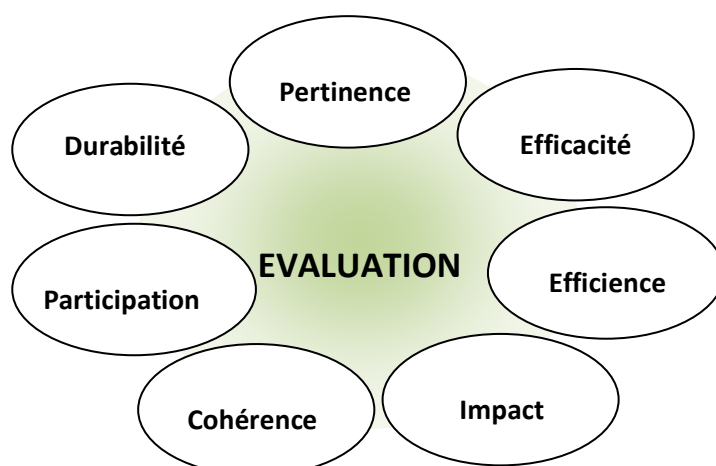 Pertinence
Durabilité
Efficacité
EVALUATION
Participation
Efficience
Cohérence
Impact